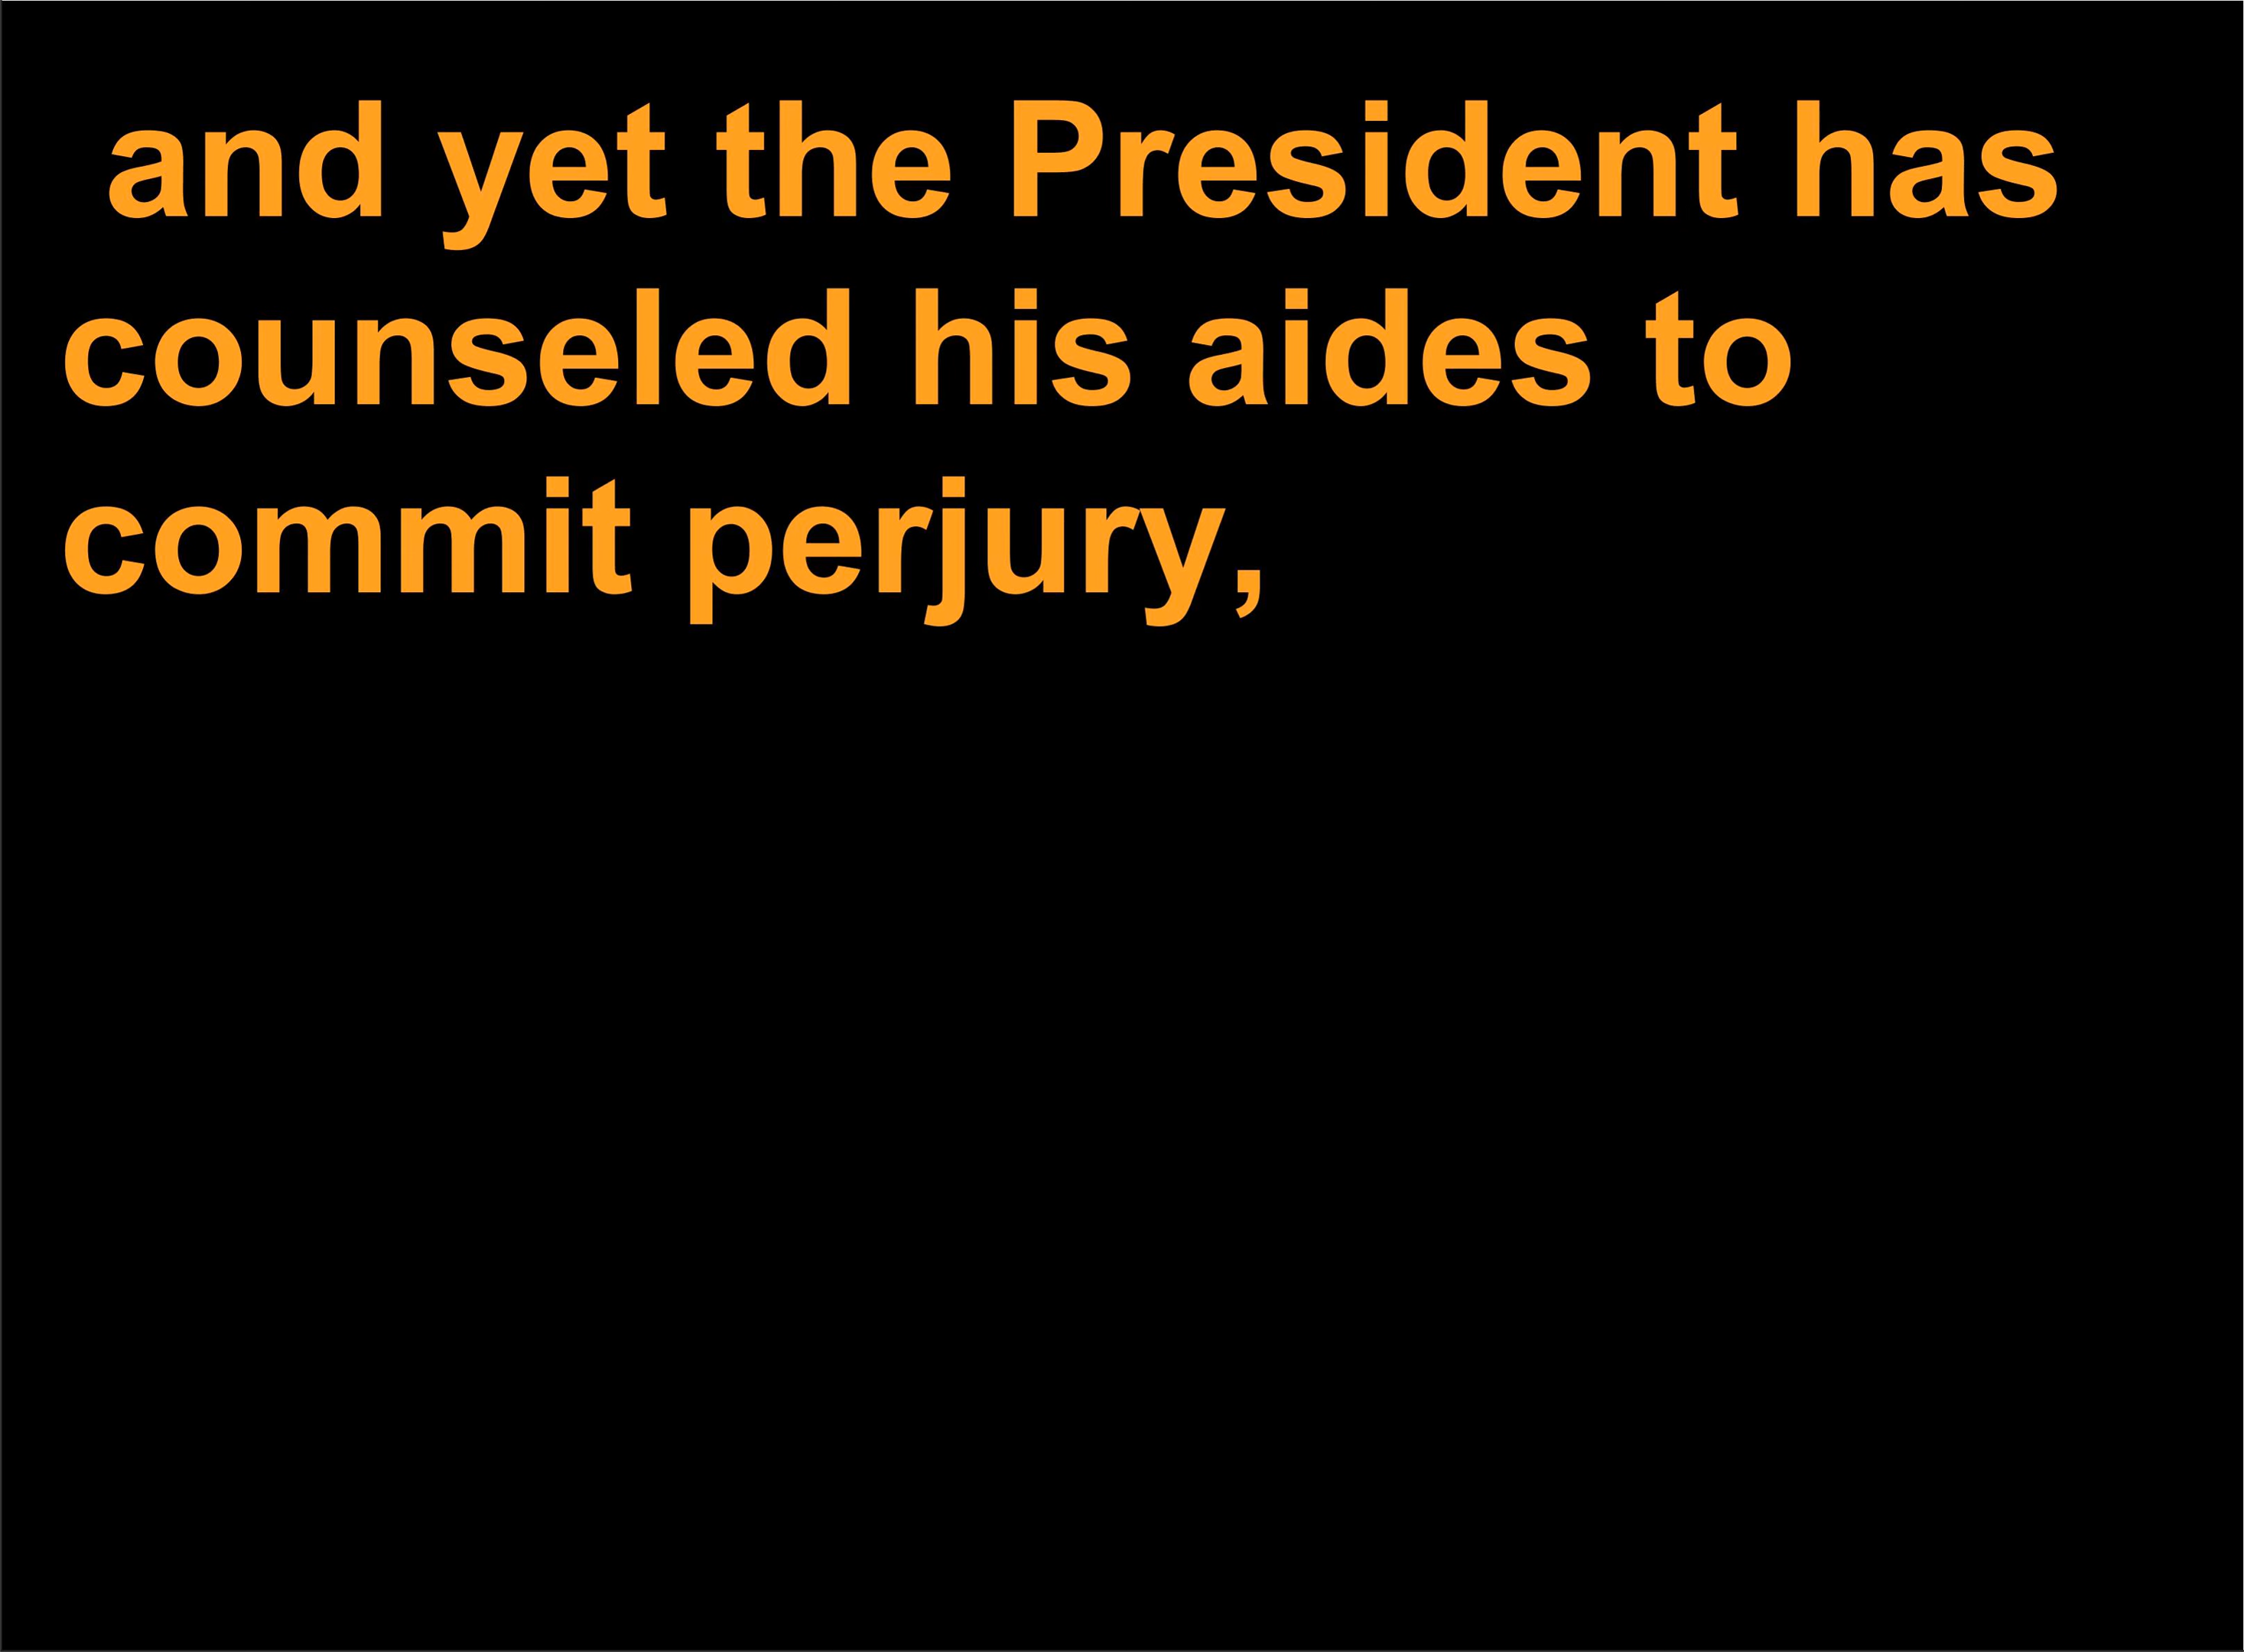 and yet the President has
counseled his aides to
commit perjury,